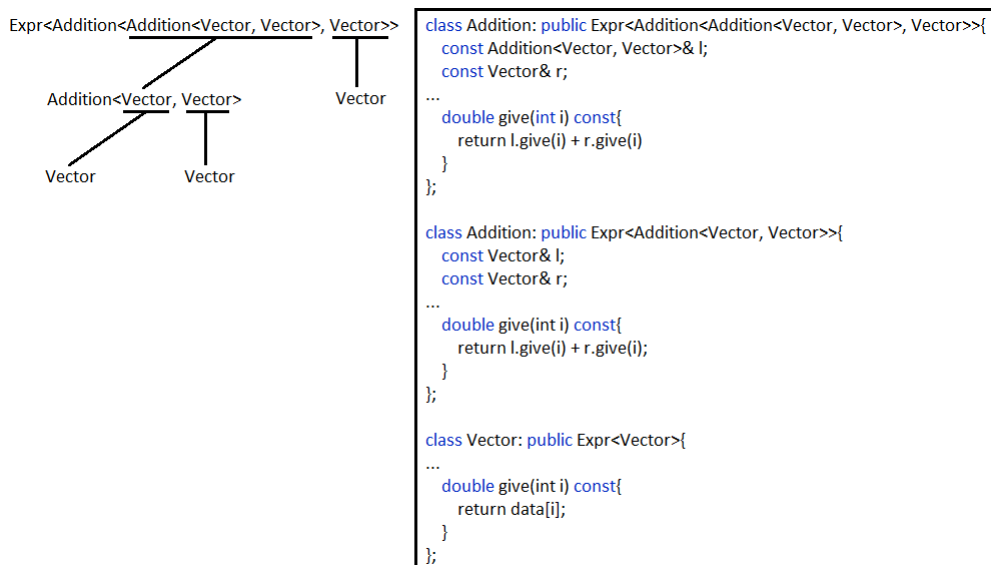 Expr<Addition<Addition<Vector, Vector>, Vector>>
Addition<Vector, Vector>
Vector
Vector
Vector
class Addition: public Expr<Addition<Addition<Vector, Vector>, Vector>>{
const Addition<Vector, Vector>& l;
const Vector& r;
...
double give(int i) const{
return l.give(i) + r.give(i)
}
};
class Addition: public Expr<Addition<Vector, Vector>>{
const Vector& l;
const Vector& r;
...
double give(int i) const{
return l.give(i) + r.give(i);
}
};
class Vector: public Expr<Vector>{
...
double give(int i) const{
return data[i];
}
};